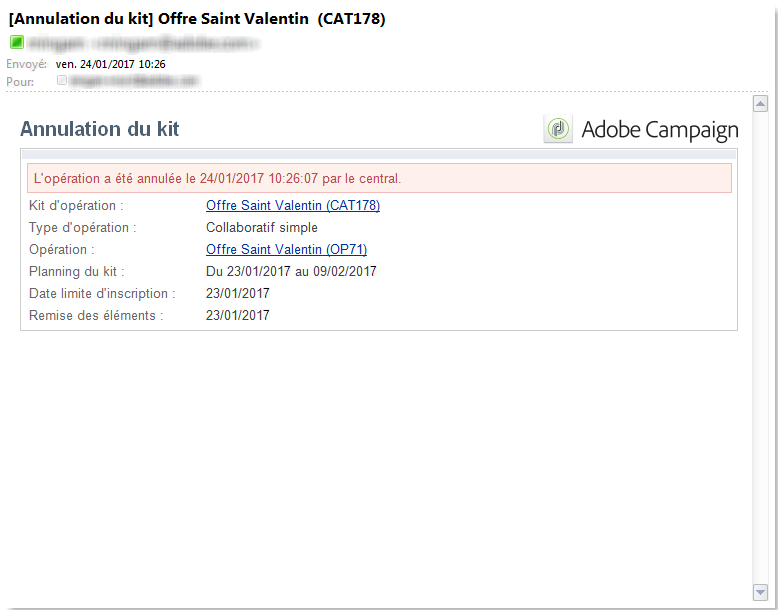 [Annulation du kit] Offre Saint Valentin (CAT178)
Envoyé: ven. 24/01/2017 10:26
Pour:
Annulation du kit
Adobe Campaign
L'opération a été annulée le 24/01/2017 10:26:07 par le central.
Kit d'opération : Offre Saint Valentin (CAT178)
Type d'opération : Collaboratif simple
Opération : Offre Saint Valentin (OP71)
Planning du kit : Du 23/01/2017 au 09/02/2017
Date limite d'inscription : 23/01/2017
Remise des éléments : 23/01/2017